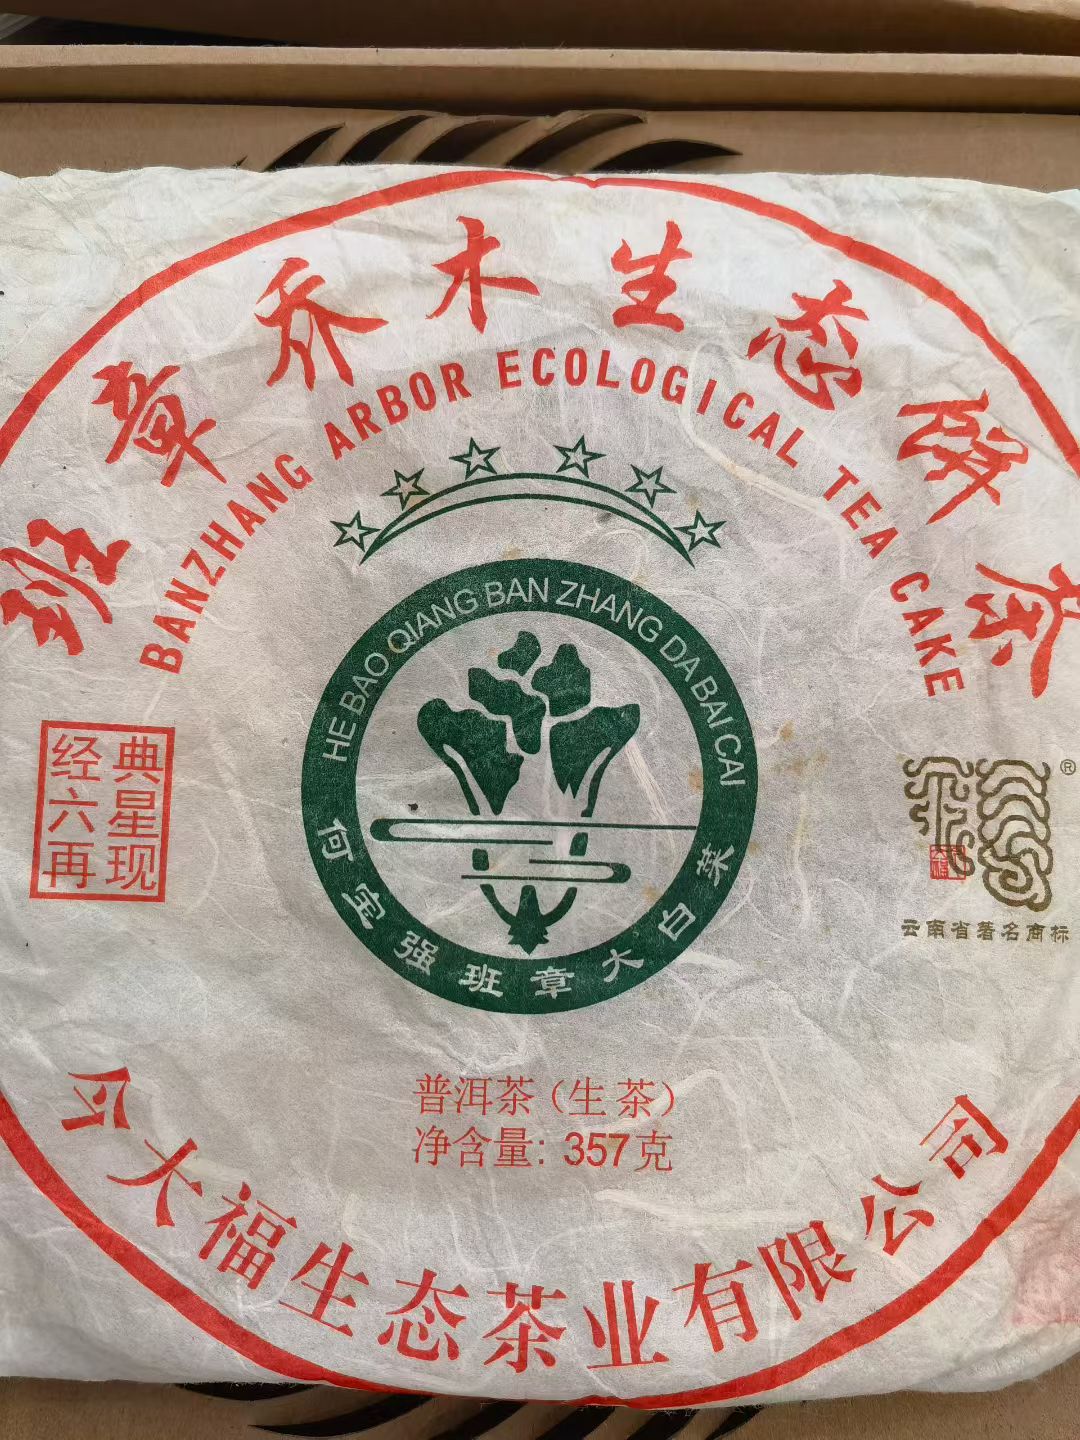 班章乔木生态饼茶
BANZHANG ARBOR ECOLOGICAL TEA CAKE
HE BAO QIANG BAN ZHANG DA BAI CAI
何宝强班章大白菜
经典
六星
再现
®
云南省著名商标
普洱茶（生茶）
净含量: 357克
今大福生态茶业有限公司